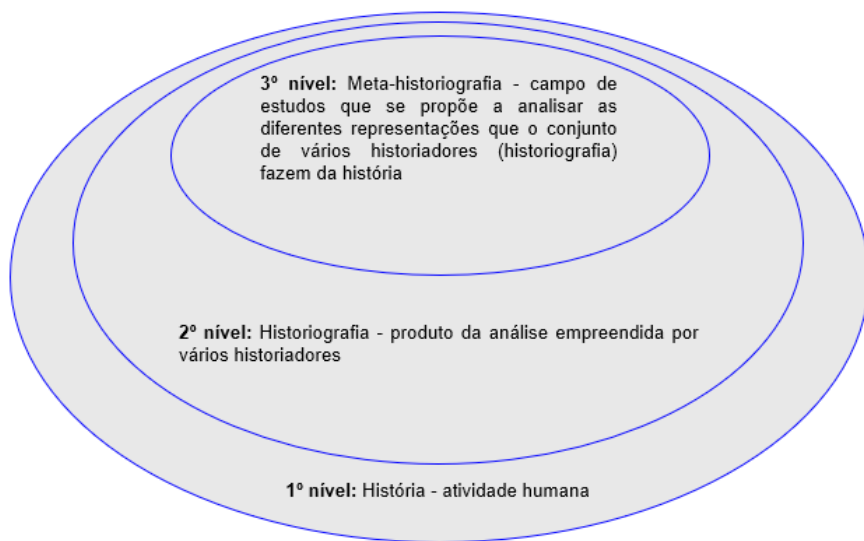 3º nível: Meta-historiografia - campo de
estudos que se propõe a analisar as
diferentes representações que o conjunto
de vários historiadores (historiografia)
fazem da história
2º nível: Historiografia - produto da análise empreendida por
vários historiadores
1º nível: História - atividade humana